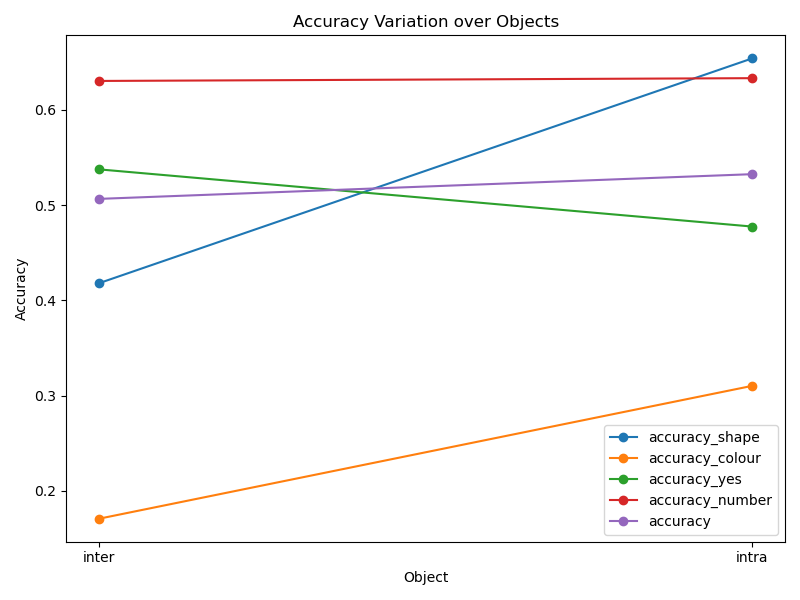 Accuracy Variation over Objects
Accuracy
0.6
0.5
0.4
0.3
0.2
inter
intra
Object
accuracy_shape
accuracy_colour
accuracy_yes
accuracy_number
accuracy